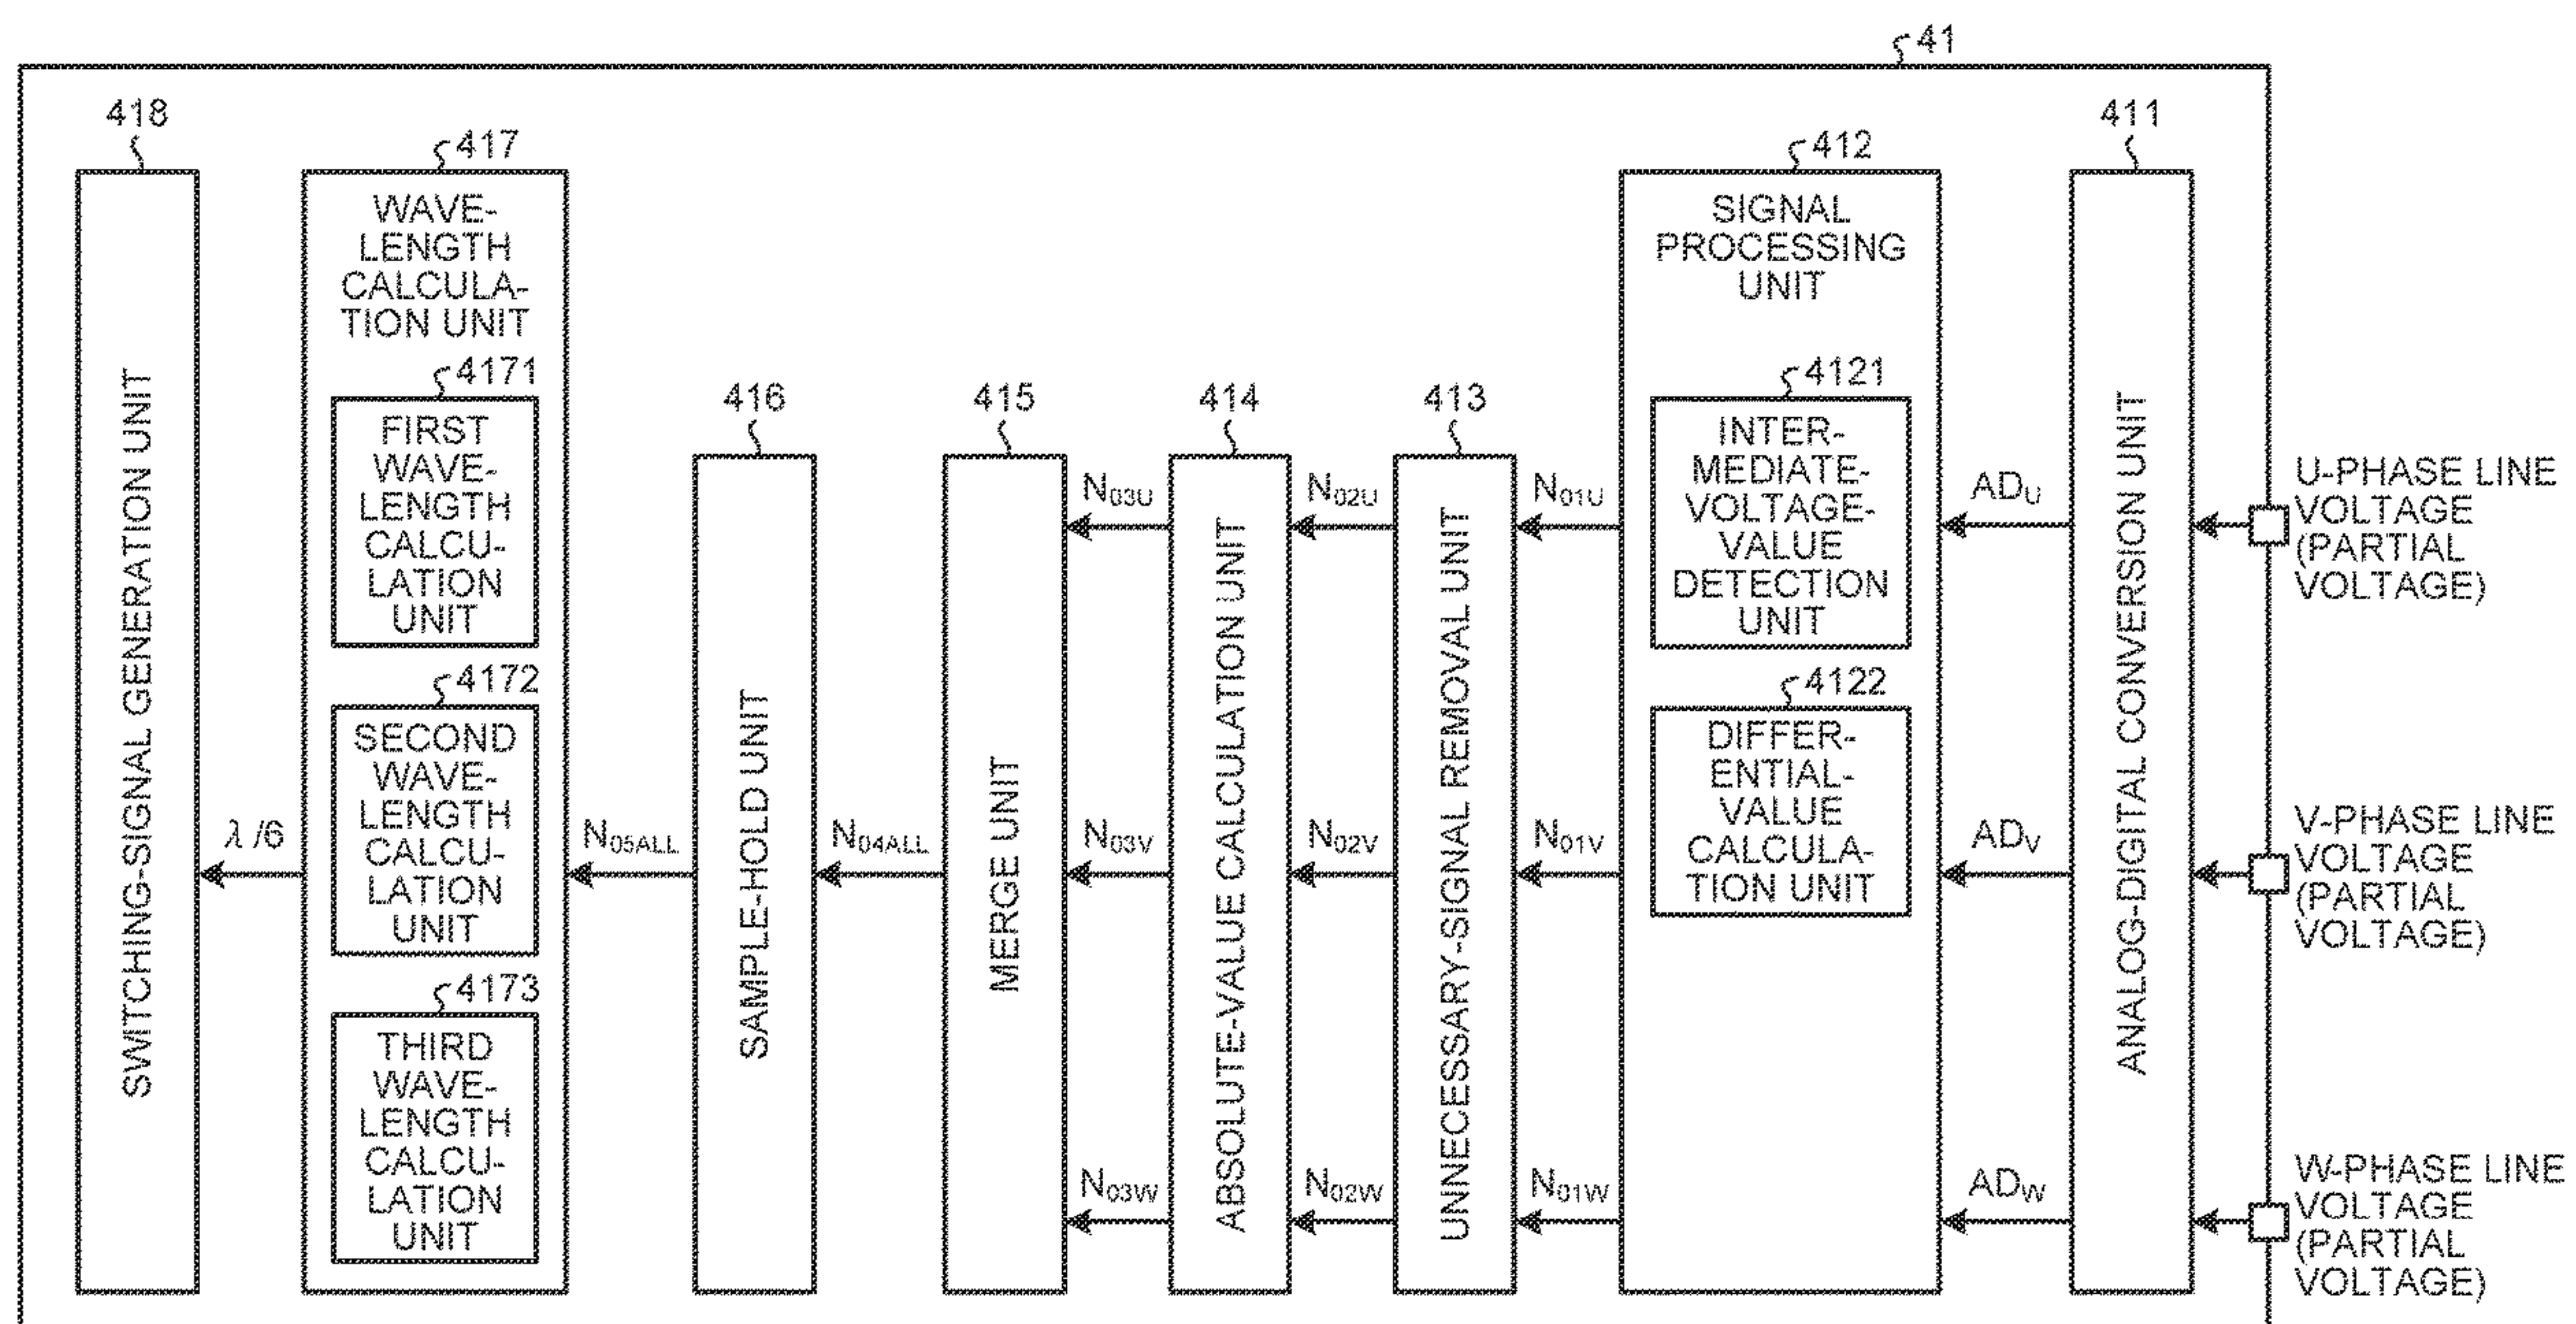 41
418
SWITCHING-SIGNAL GENERATION UNIT
λ /6
417
WAVE-
LENGTH
CALCULA-
TION UNIT
4171
FIRST
WAVE-
LENGTH
CALCU-
LATION
UNIT
4172
SECOND
WAVE-
LENGTH
CALCU-
LATION
UNIT
4173
THIRD
WAVE-
LENGTH
CALCU-
LATION
UNIT
N05ALL
416
SAMPLE-HOLD UNIT
N04ALL
415
MERGE UNIT
N03U
N03V
N03W
414
ABSOLUTE-VALUE CALCULATION UNIT
N02U
N02V
N02W
413
UNNECESSARY-SIGNAL REMOVAL UNIT
N01U
N01V
N01W
412
SIGNAL
PROCESSING
UNIT
4121
INTER-
MEDIATE-
VOLTAGE-
VALUE
DETECTION
UNIT
4122
DIFFER-
ENTIAL-
VALUE
CALCULA-
TION UNIT
ADU
ADV
ADW
411
ANALOG-DIGITAL CONVERSION UNIT
U-PHASE LINE
VOLTAGE
(PARTIAL
VOLTAGE)
V-PHASE LINE
VOLTAGE
(PARTIAL
VOLTAGE)
W-PHASE LINE
VOLTAGE
(PARTIAL
VOLTAGE)